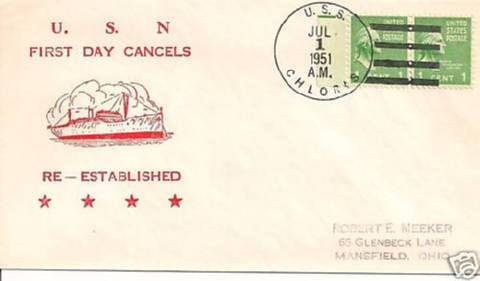 U. S. N
FIRST DAY CANCELS
RE-ESTABLISHED
U. S. S.
JUL
1
1951
A.M.
CHLORIS
UNITED
STATES
POSTAGE
UNITED
STATES
POSTAGE
1 CENT 1
CENT 1
ROBERT E. MEEKER
65 GLENBECK LANE
MANSFIELD, OHIO